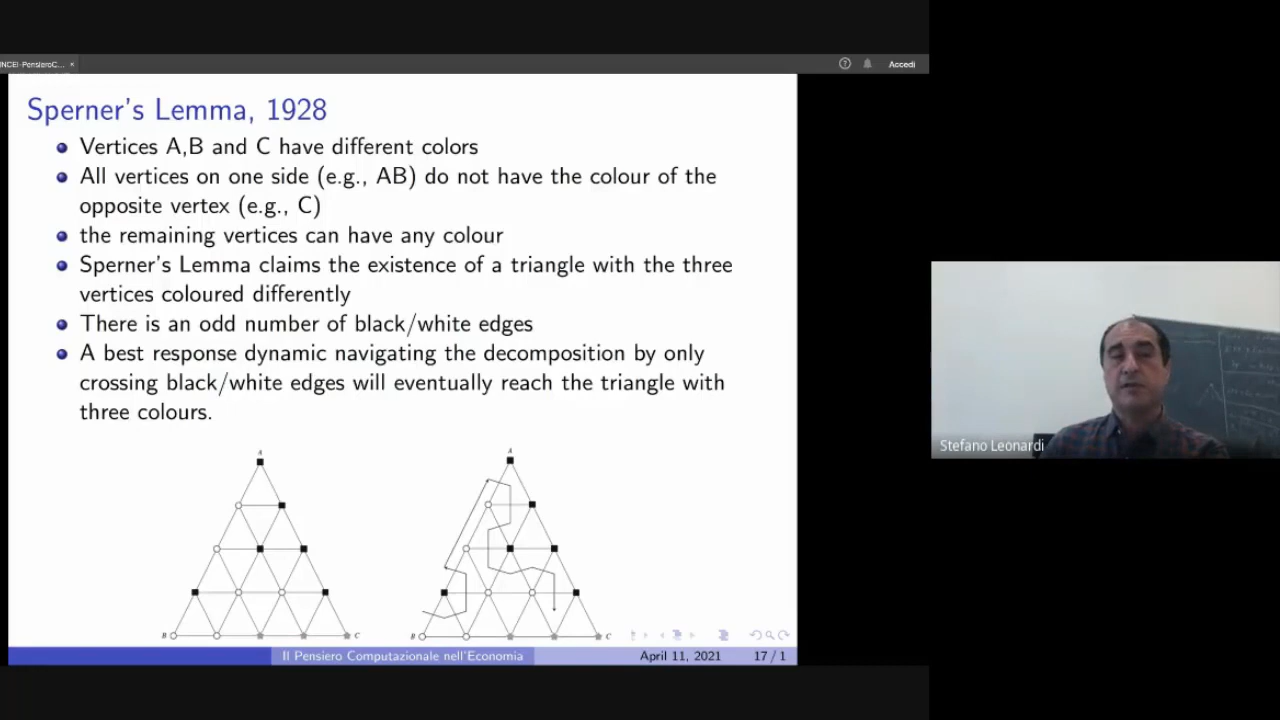 INCEI-PensieroC... ×
? Accedi
Sperner's Lemma, 1928
Vertices A,B and C have different colors
All vertices on one side (e.g., AB) do not have the colour of the
opposite vertex (e.g., C)
the remaining vertices can have any colour
Sperner's Lemma claims the existence of a triangle with the three
vertices coloured differently
There is an odd number of black/white edges
A best response dynamic navigating the decomposition by only
crossing black/white edges will eventually reach the triangle with
three colours.
A A
B C B C
Il Pensiero Computazionale nell'Economia April 11, 2021 17 / 1
Stefano Leonardi